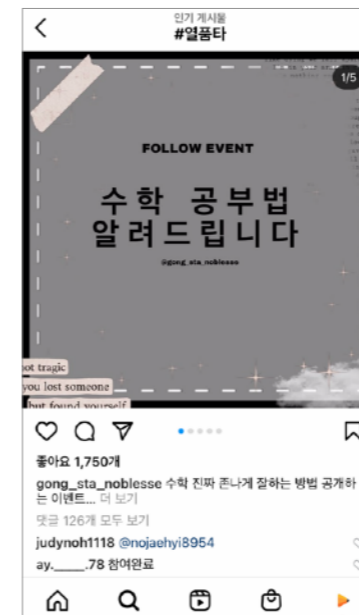 인기 게시물
#열품타
1/5
FOLLOW EVENT
수학 공부법
알려드립니다
@gong_sta_noblesse
ot tragic
you lost someone
but found yourself
좋아요 1,750개
gong_sta_noblesse 수학 진짜 존나게 잘하는 방법 공개하
는 이벤트... 더 보기
댓글 126개 모두 보기
judynoh1118 @nojaehyi8954
ay._____.78 참여완료